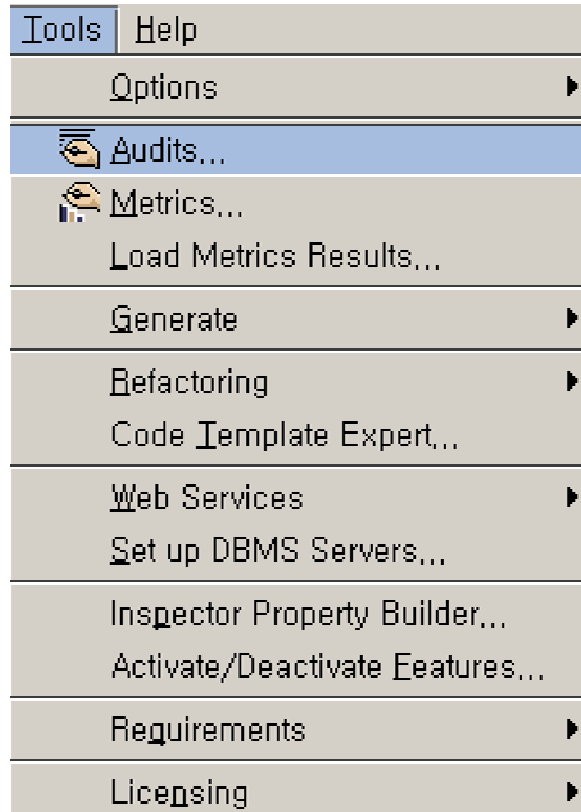 Tools Help
Options
Audits...
Metrics...
Load Metrics Results...
Generate
Refactoring
Code Template Expert...
Web Services
Set up DBMS Servers...
Inspector Property Builder...
Activate/Deactivate Features...
Requirements
Licensing